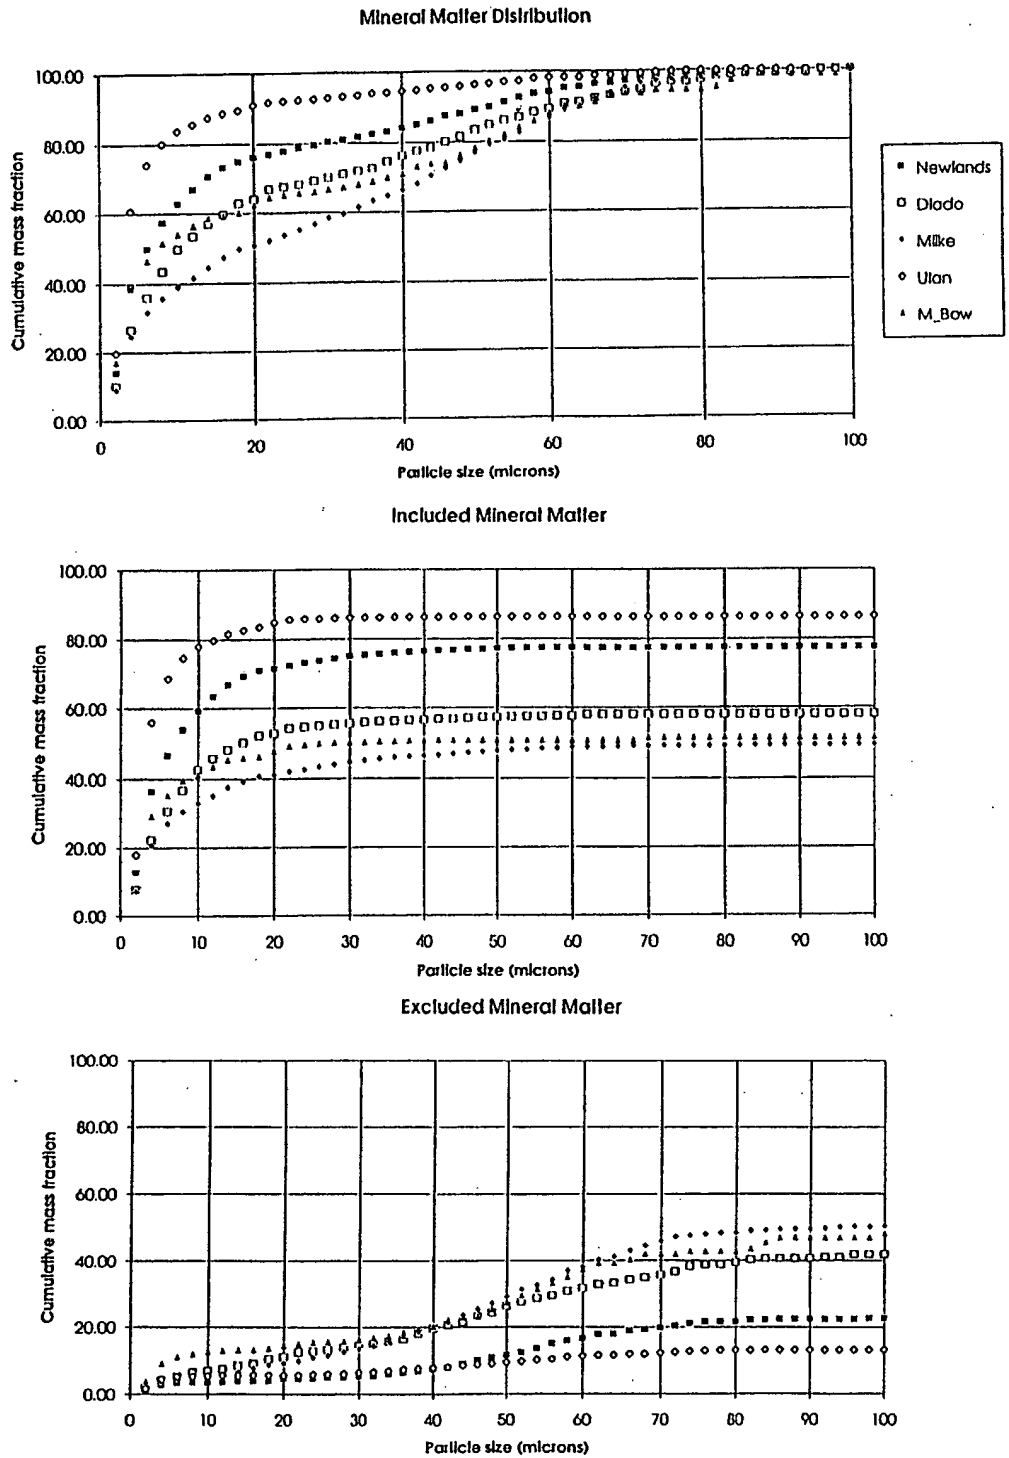 Mineral Matter Distribution
100.00
80.00
60.00
40.00
20.00
0.00
Cumulative mass fraction
0 20 40 60 80 100
Particle size (microns)
Newlands
Dlado
Milke
Ulan
M_Bow
Included Mineral Matter
100.00
80.00
60.00
40.00
20.00
0.00
Cumulative mass fraction
0 10 20 30 40 50 60 70 80 90 100
Particle size (microns)
Excluded Mineral Matter
100.00
80.00
60.00
40.00
20.00
0.00
Cumulative mass fraction
0 10 20 30 40 50 60 70 80 90 100
Particle size (microns)